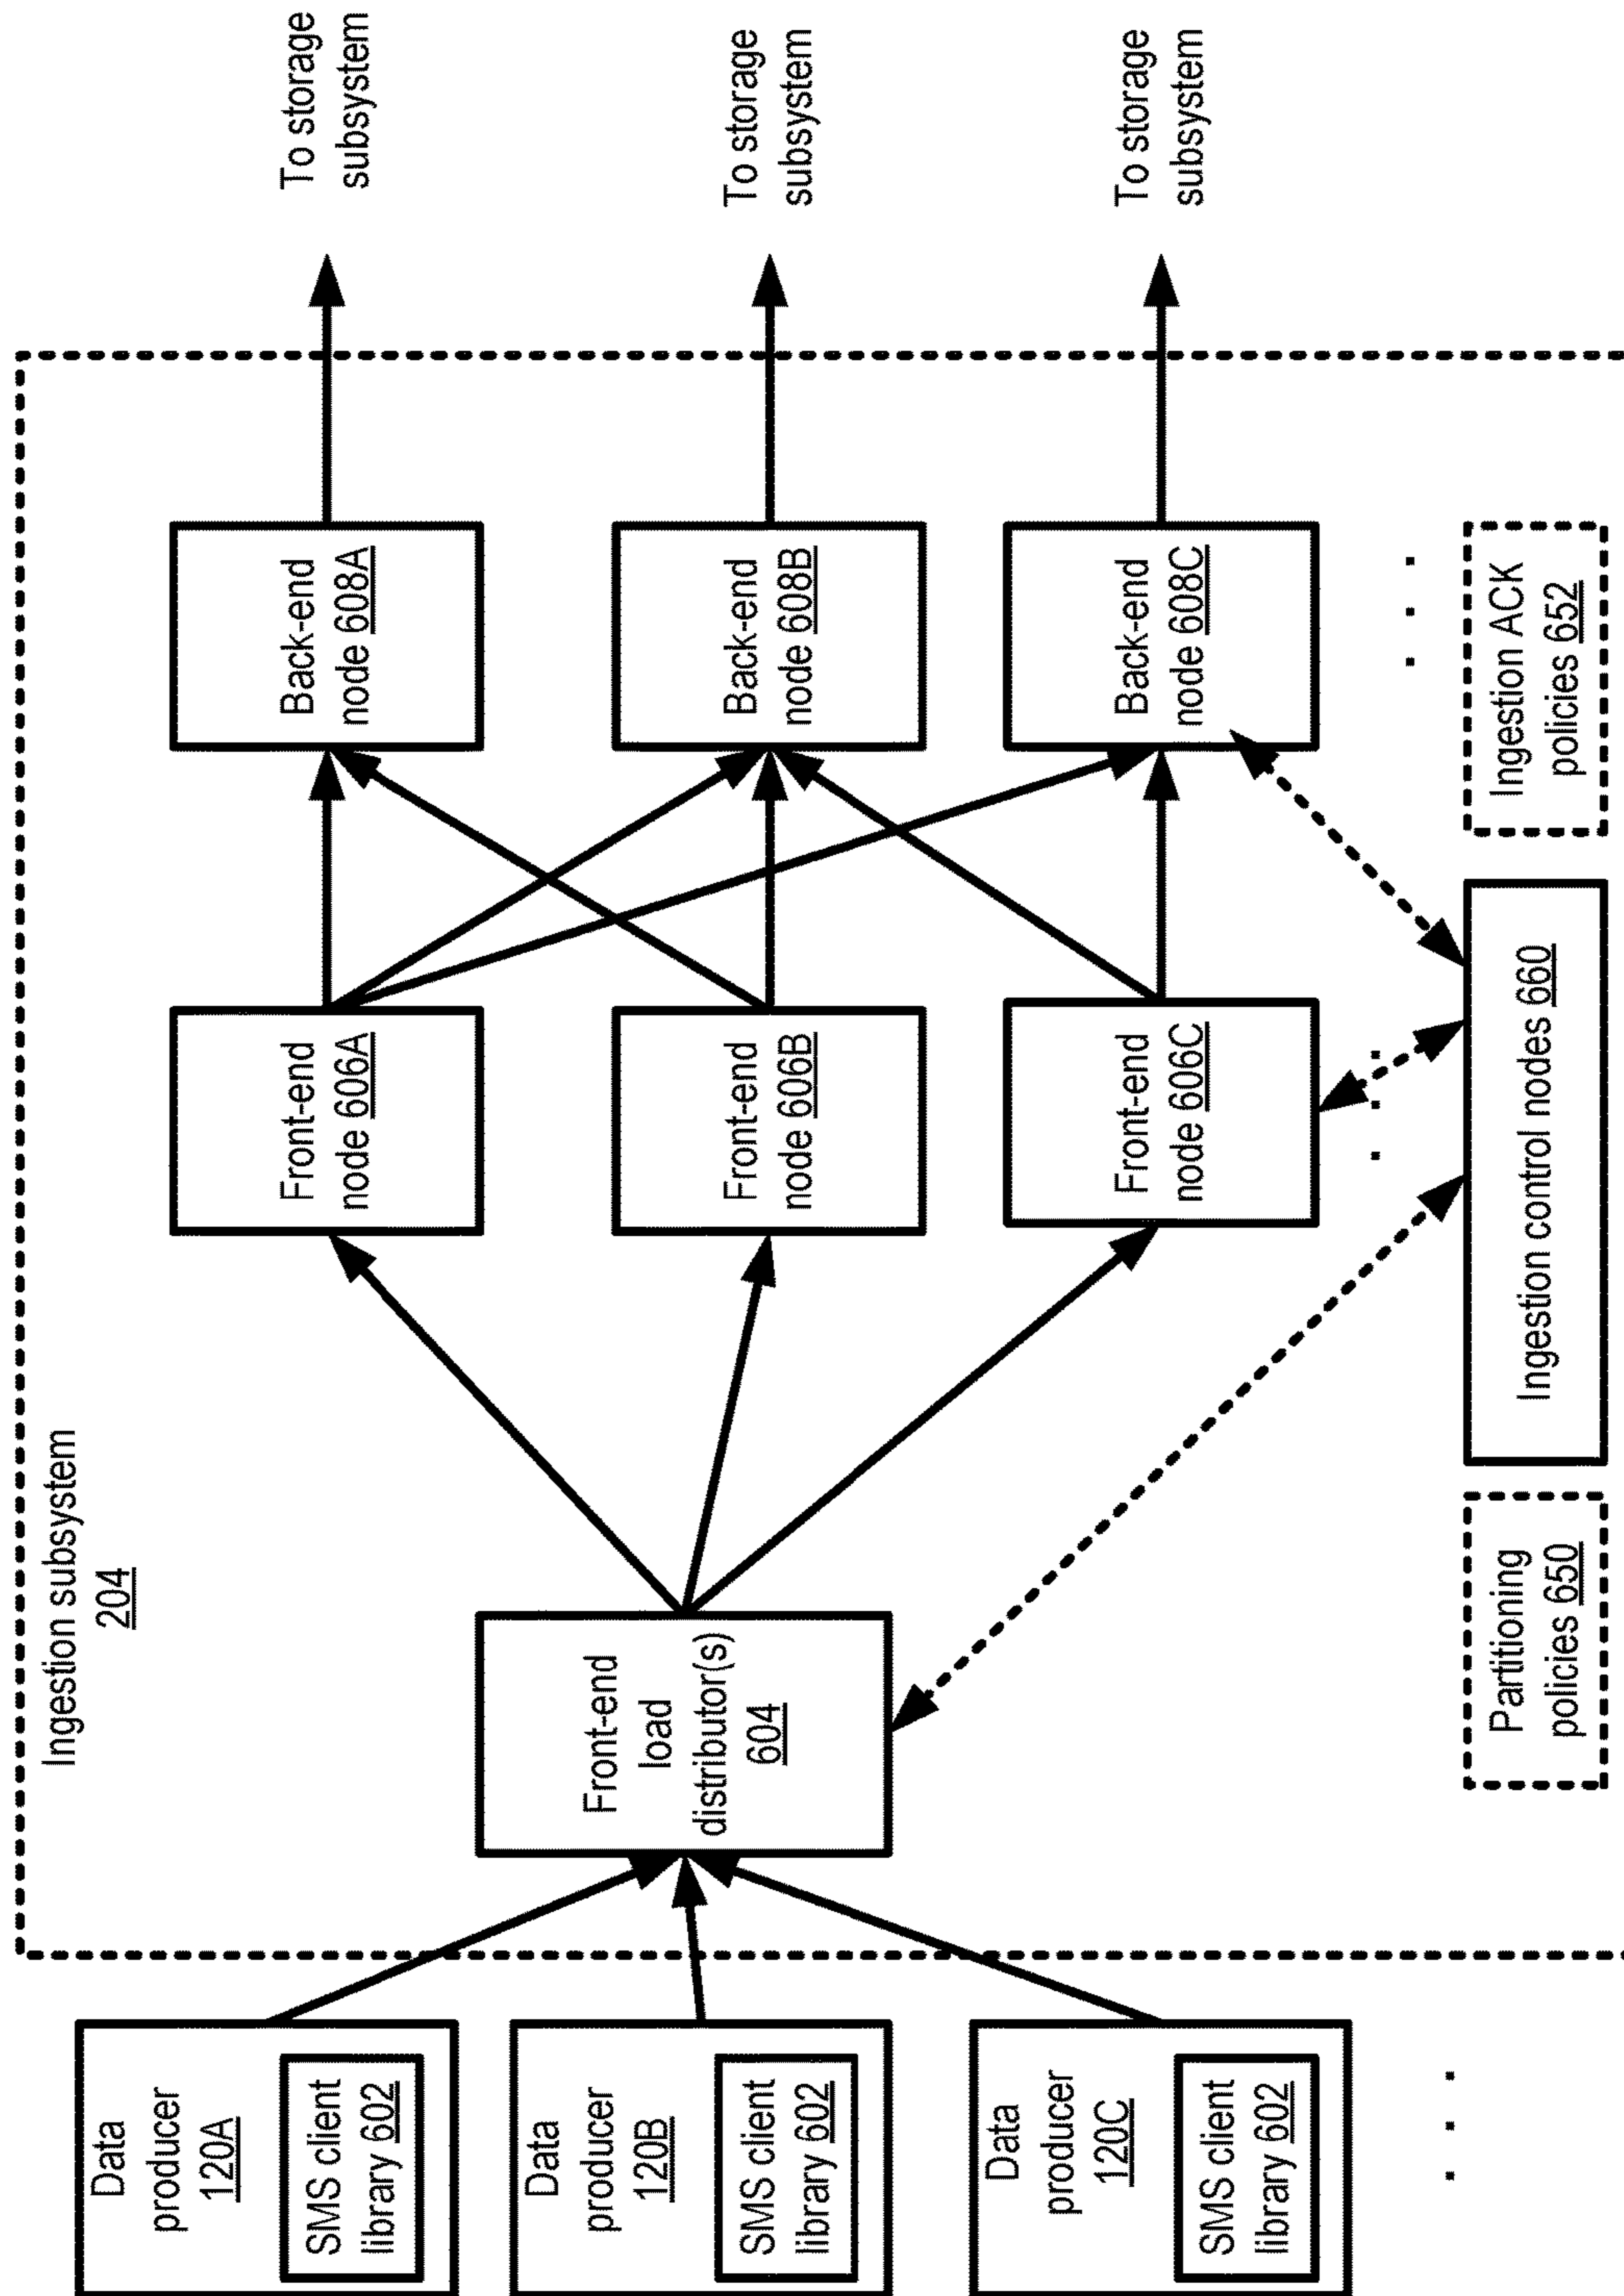 Ingestion subsystem
204
Data
producer
120A
SMS client
library 602
Data
producer
120B
SMS client
library 602
Data
producer
120C
SMS client
library 602
. . .
Front-end
load
distributor(s)
604
Front-end
node 606A
Front-end
node 606B
Front-end
node 606C
. . .
Back-end
node 608A
Back-end
node 608B
Back-end
node 608C
. . .
To storage
subsystem
To storage
subsystem
To storage
subsystem
Partitioning
policies 650
Ingestion control nodes 660
Ingestion ACK
policies 652